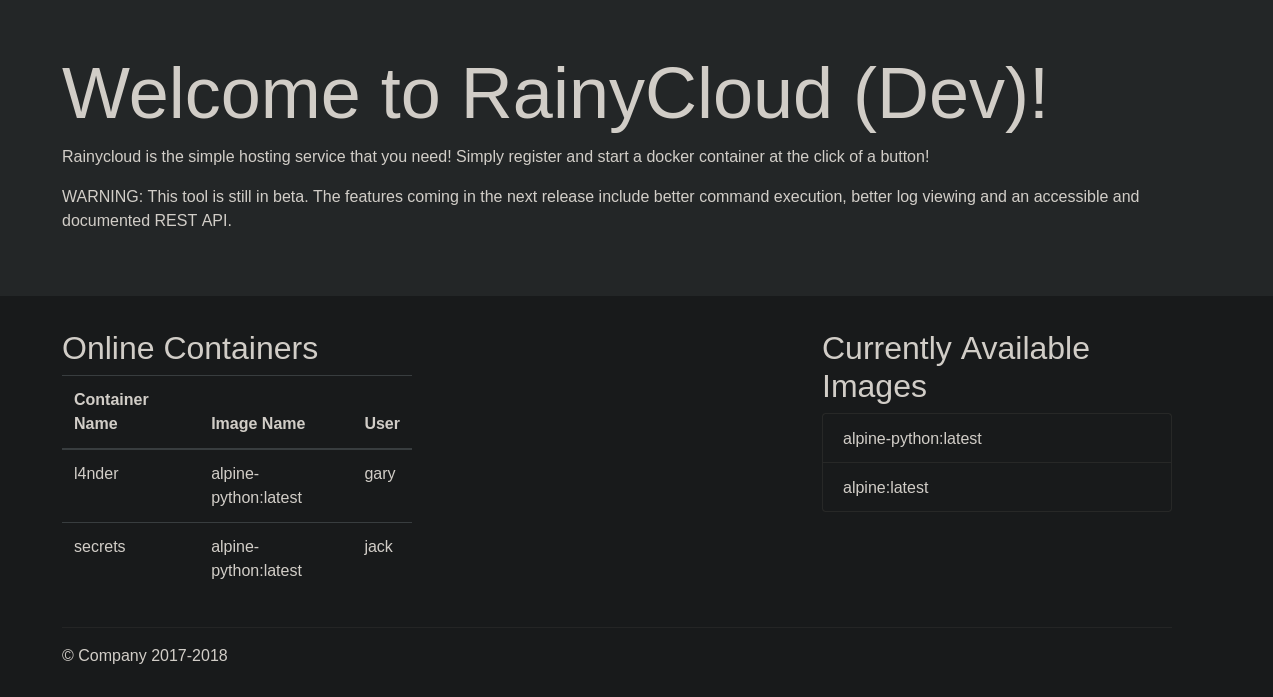 Welcome to RainyCloud (Dev)!
Rainycloud is the simple hosting service that you need! Simply register and start a docker container at the click of a button!
WARNING: This tool is still in beta. The features coming in the next release include better command execution, better log viewing and an accessible and
documented REST API.
Online Containers
Container
Name Image Name User
l4nder alpine-
python:latest gary
secrets alpine-
python:latest jack
Currently Available
Images
alpine-python:latest
alpine:latest
© Company 2017-2018